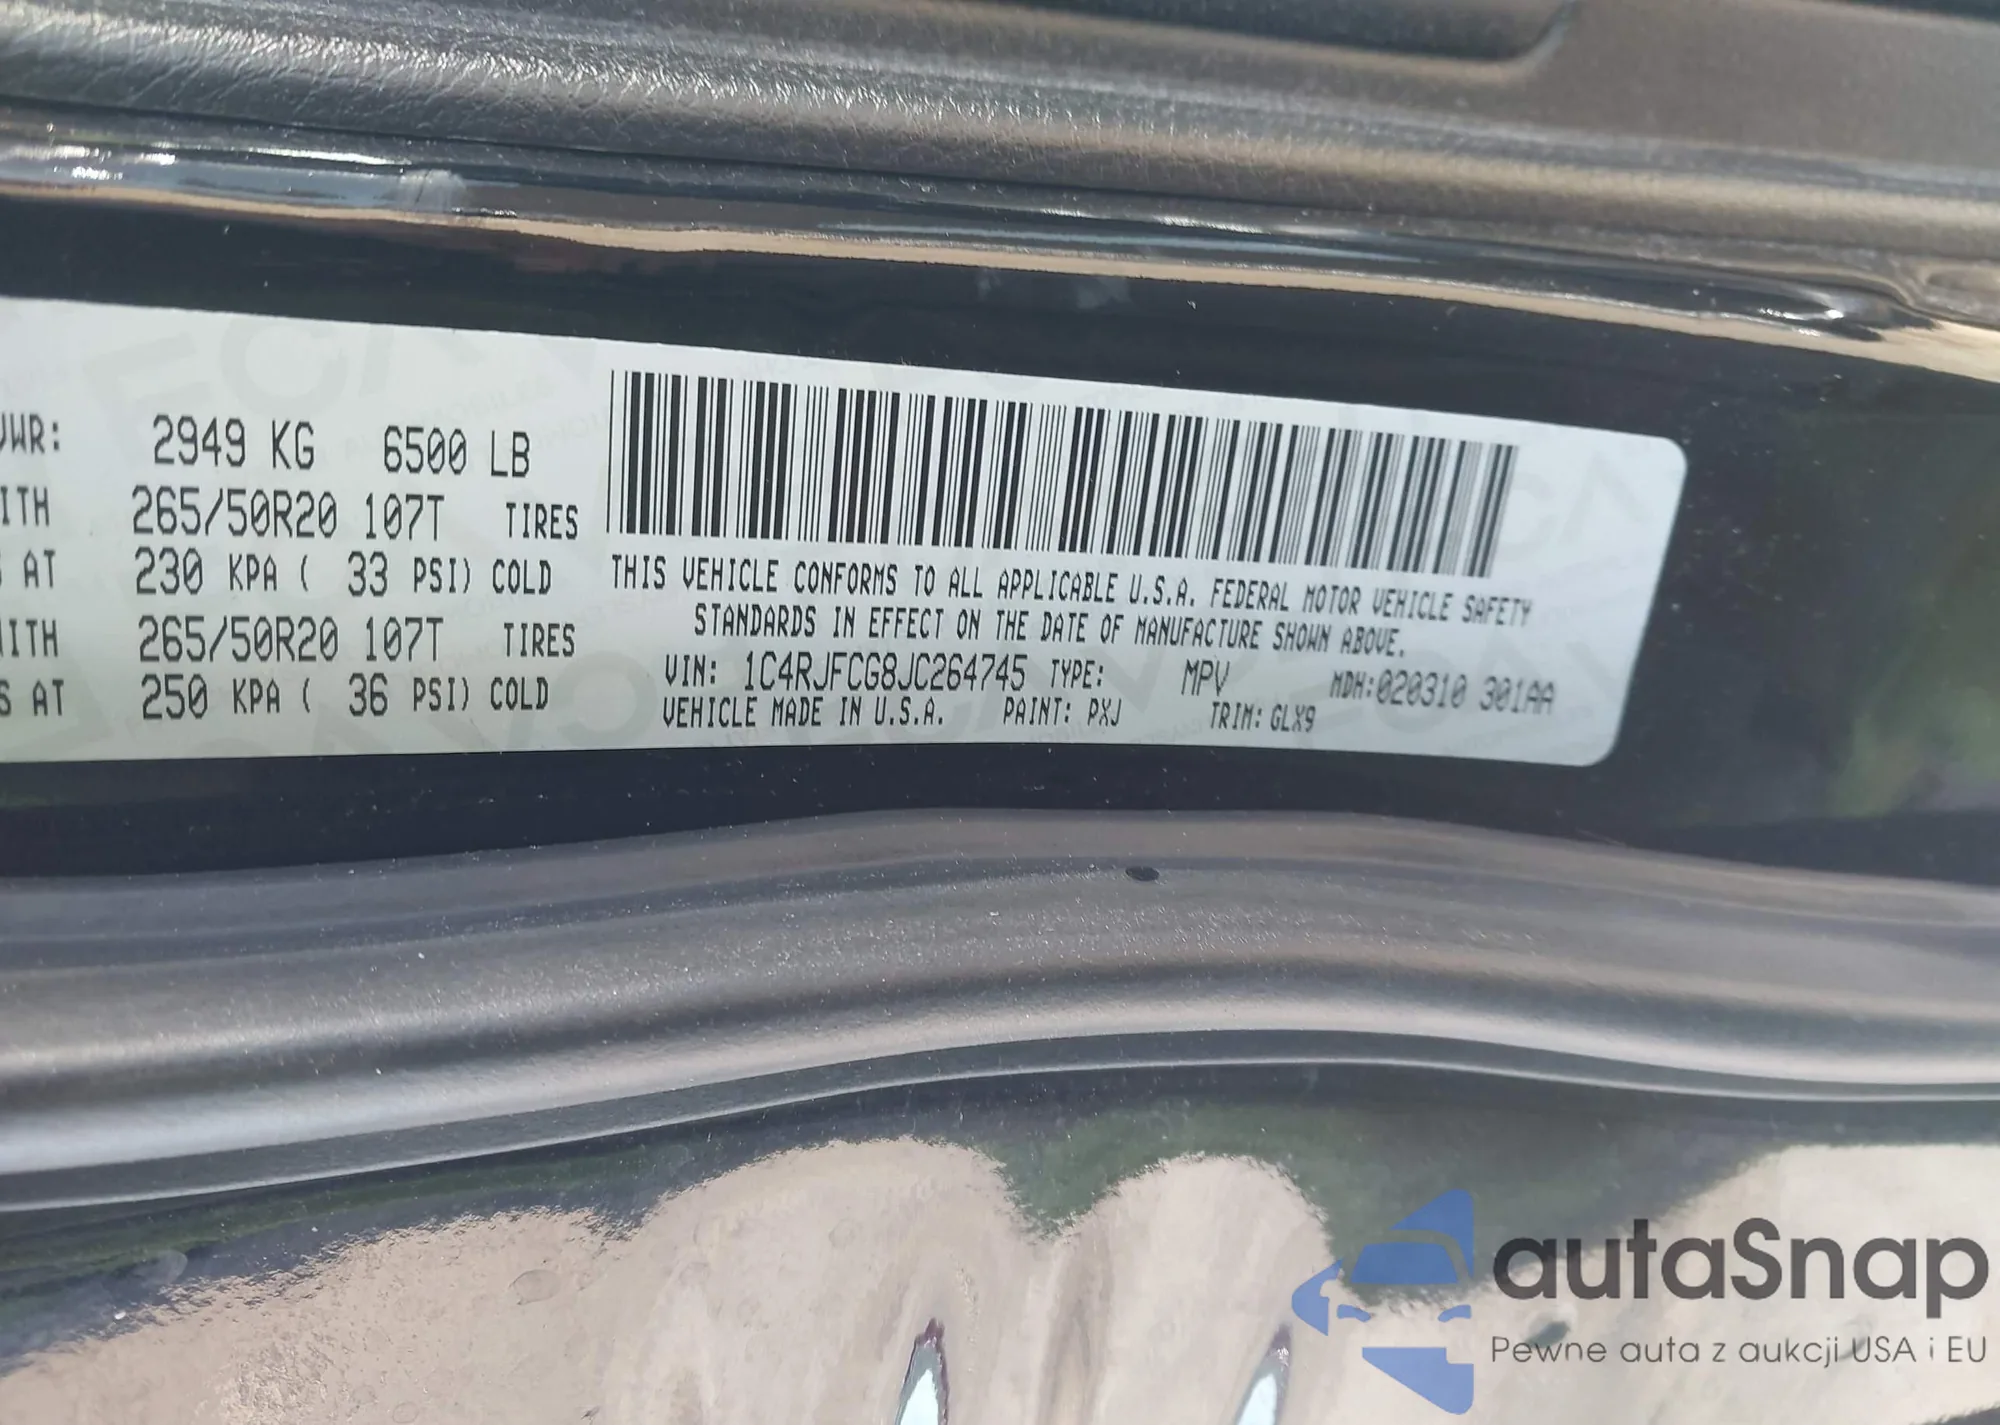 VWR: 2949 KG 6500 LB
ITH 265/50R20 107T TIRES
S AT 230 KPA ( 33 PSI) COLD
ITH 265/50R20 107T TIRES
S AT 250 KPA ( 36 PSI) COLD
THIS VEHICLE CONFORMS TO ALL APPLICABLE U.S.A. FEDERAL MOTOR VEHICLE SAFETY
STANDARDS IN EFFECT ON THE DATE OF MANUFACTURE SHOWN ABOVE.
VIN: 1C4RJFCG8JC264745 TYPE: MPV MDH:020310 301AA
VEHICLE MADE IN U.S.A. PAINT: PXJ TRIM: GLX9
autaSnap
Pewne auta z aukcji USA i EU